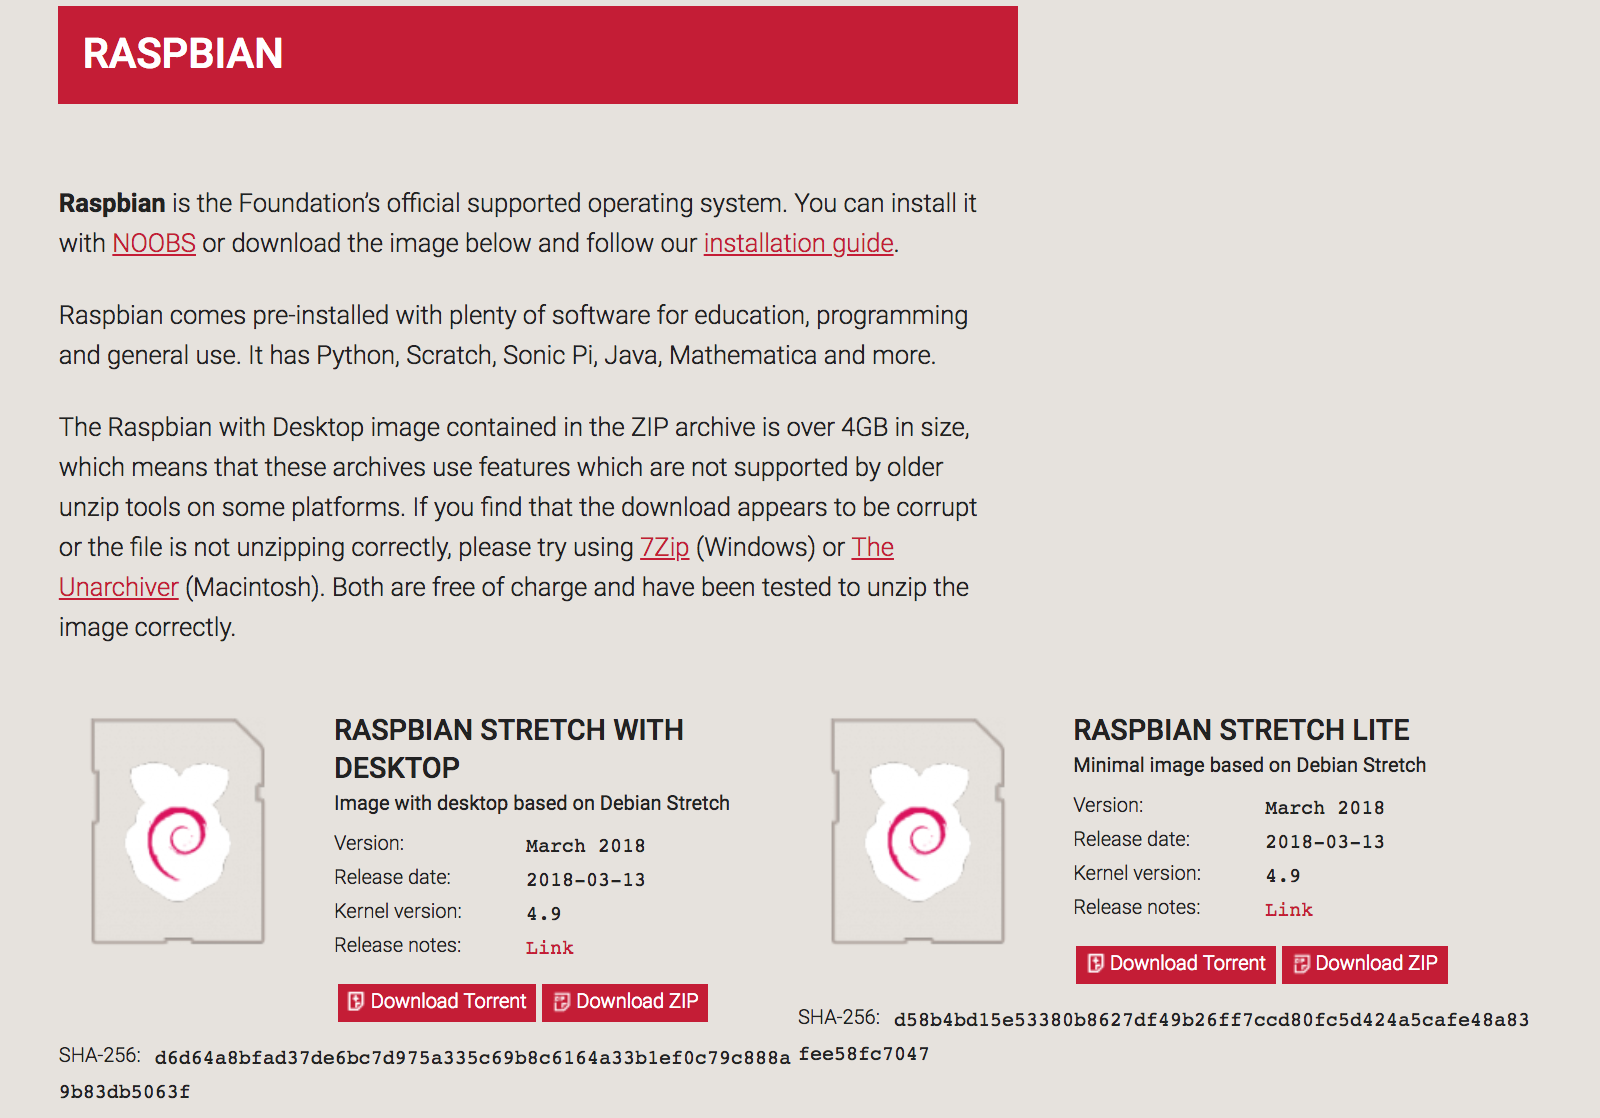 RASPBIAN
Raspbian is the Foundation’s official supported operating system. You can install it
with NOOBS or download the image below and follow our installation guide.
Raspbian comes pre-installed with plenty of software for education, programming
and general use. It has Python, Scratch, Sonic Pi, Java, Mathematica and more.
The Raspbian with Desktop image contained in the ZIP archive is over 4GB in size,
which means that these archives use features which are not supported by older
unzip tools on some platforms. If you find that the download appears to be corrupt
or the file is not unzipping correctly, please try using 7Zip (Windows) or The
Unarchiver (Macintosh). Both are free of charge and have been tested to unzip the
image correctly.
RASPBIAN STRETCH WITH
DESKTOP
Image with desktop based on Debian Stretch
Version: March 2018
Release date: 2018-03-13
Kernel version: 4.9
Release notes: Link
Download Torrent Download ZIP
SHA-256: d6d64a8bfad37de6bc7d975a335c69b8c6164a33b1ef0c79c888a
9b83db5063f
RASPBIAN STRETCH LITE
Minimal image based on Debian Stretch
Version: March 2018
Release date: 2018-03-13
Kernel version: 4.9
Release notes: Link
Download Torrent Download ZIP
SHA-256: d58b4bd15e53380b8627df49b26ff7ccd80fc5d424a5cafe48a83
fee58fc7047